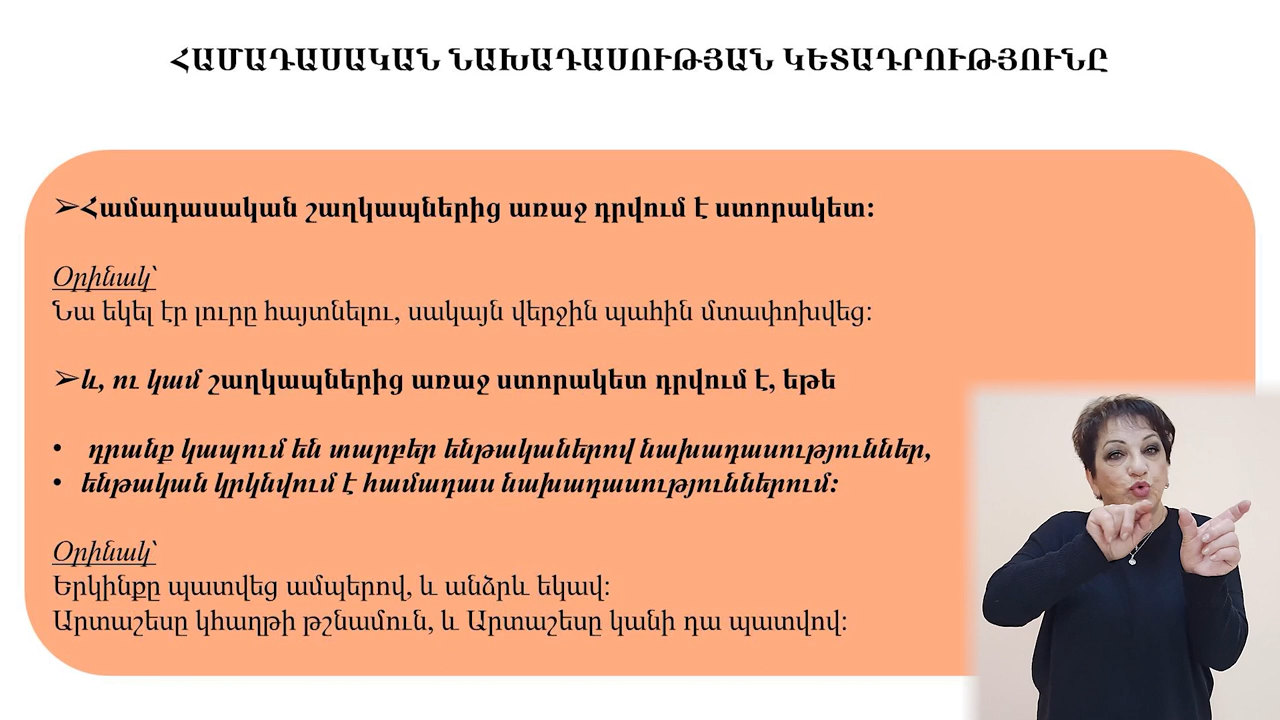 ՀԱՄԱԴԱՍԱԿԱՆ ՆԱԽԱԴԱՍՈՒԹՅԱՆ ԿԵՏԱԴՐՈՒԹՅՈՒՆԸ
➢Համադասական շաղկապներից առաջ դրվում է ստորակետ:
Օրինակ՝
Նա եկել էր լուրը հայտնելու, սակայն վերջին պահին մտափոխվեց:
➢և, ու կամ շաղկապներից առաջ ստորակետ դրվում է, եթե
• դրանք կապում են տարբեր ենթականերով նախադասություններ,
• ենթական կրկնվում է համադաս նախադասություններում:
Օրինակ՝
Երկինքը պատվեց ամպերով, և անձրև եկավ:
Արտաշեսը կհաղթի թշնամուն, և Արտաշեսը կանի դա պատվով: